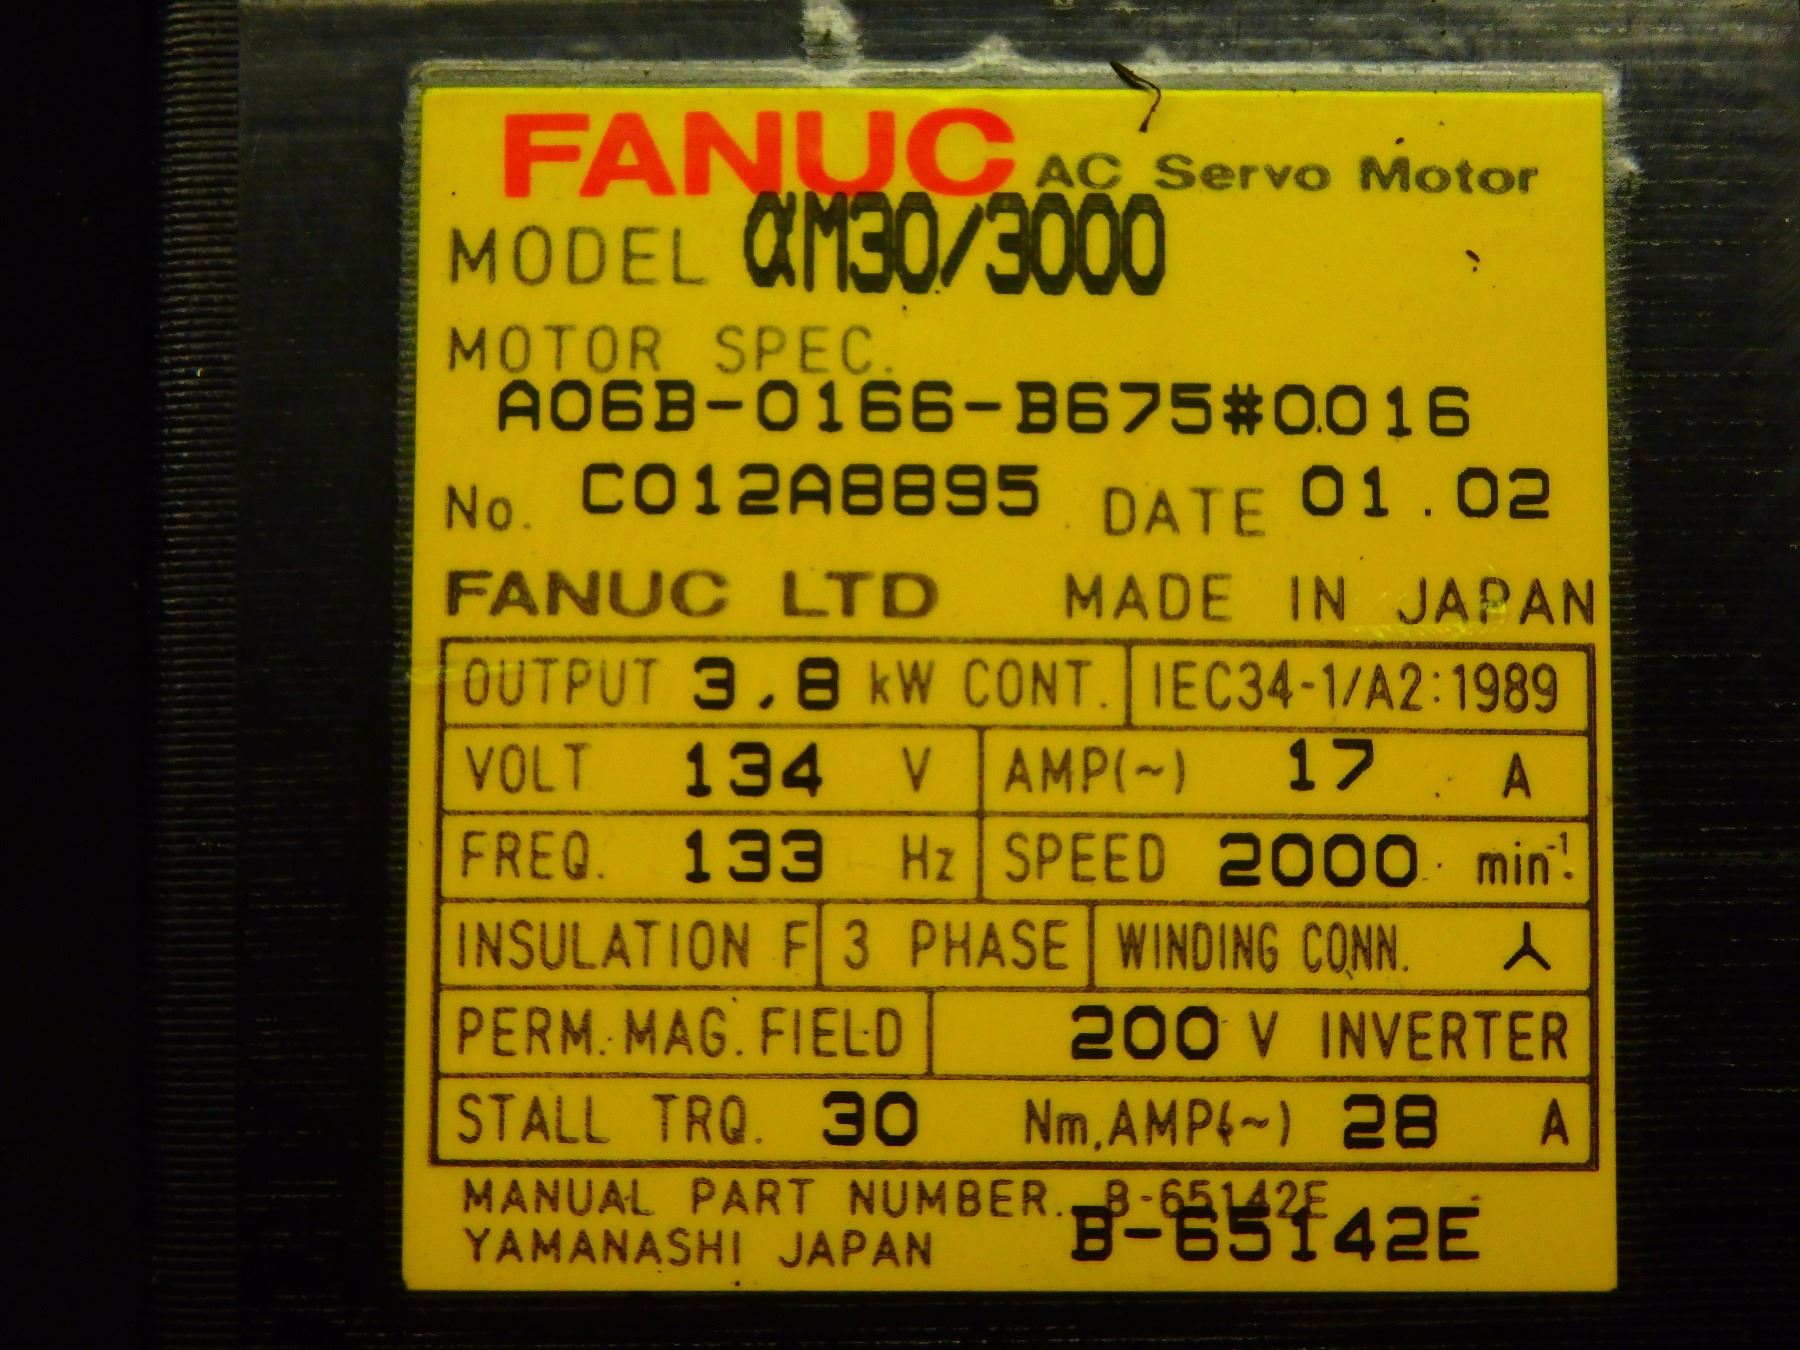 FANUC AC Servo Motor
MODEL αM30/3000
MOTOR SPEC.
A06B-0166-B675#0016
No. C012A8895 DATE 01.02
FANUC LTD MADE IN JAPAN
OUTPUT 3.8 kW CONT. IEC34-1/A2:1989
VOLT 134 V AMP(~) 17 A
FREQ. 133 Hz SPEED 2000 min⁻¹
INSULATION F 3 PHASE WINDING CONN.
PERM. MAG. FIELD 200 V INVERTER
STALL TRQ. 30 Nm, AMP(~) 28 A
MANUAL PART NUMBER. B-65142E
YAMANASHI JAPAN B-65142E